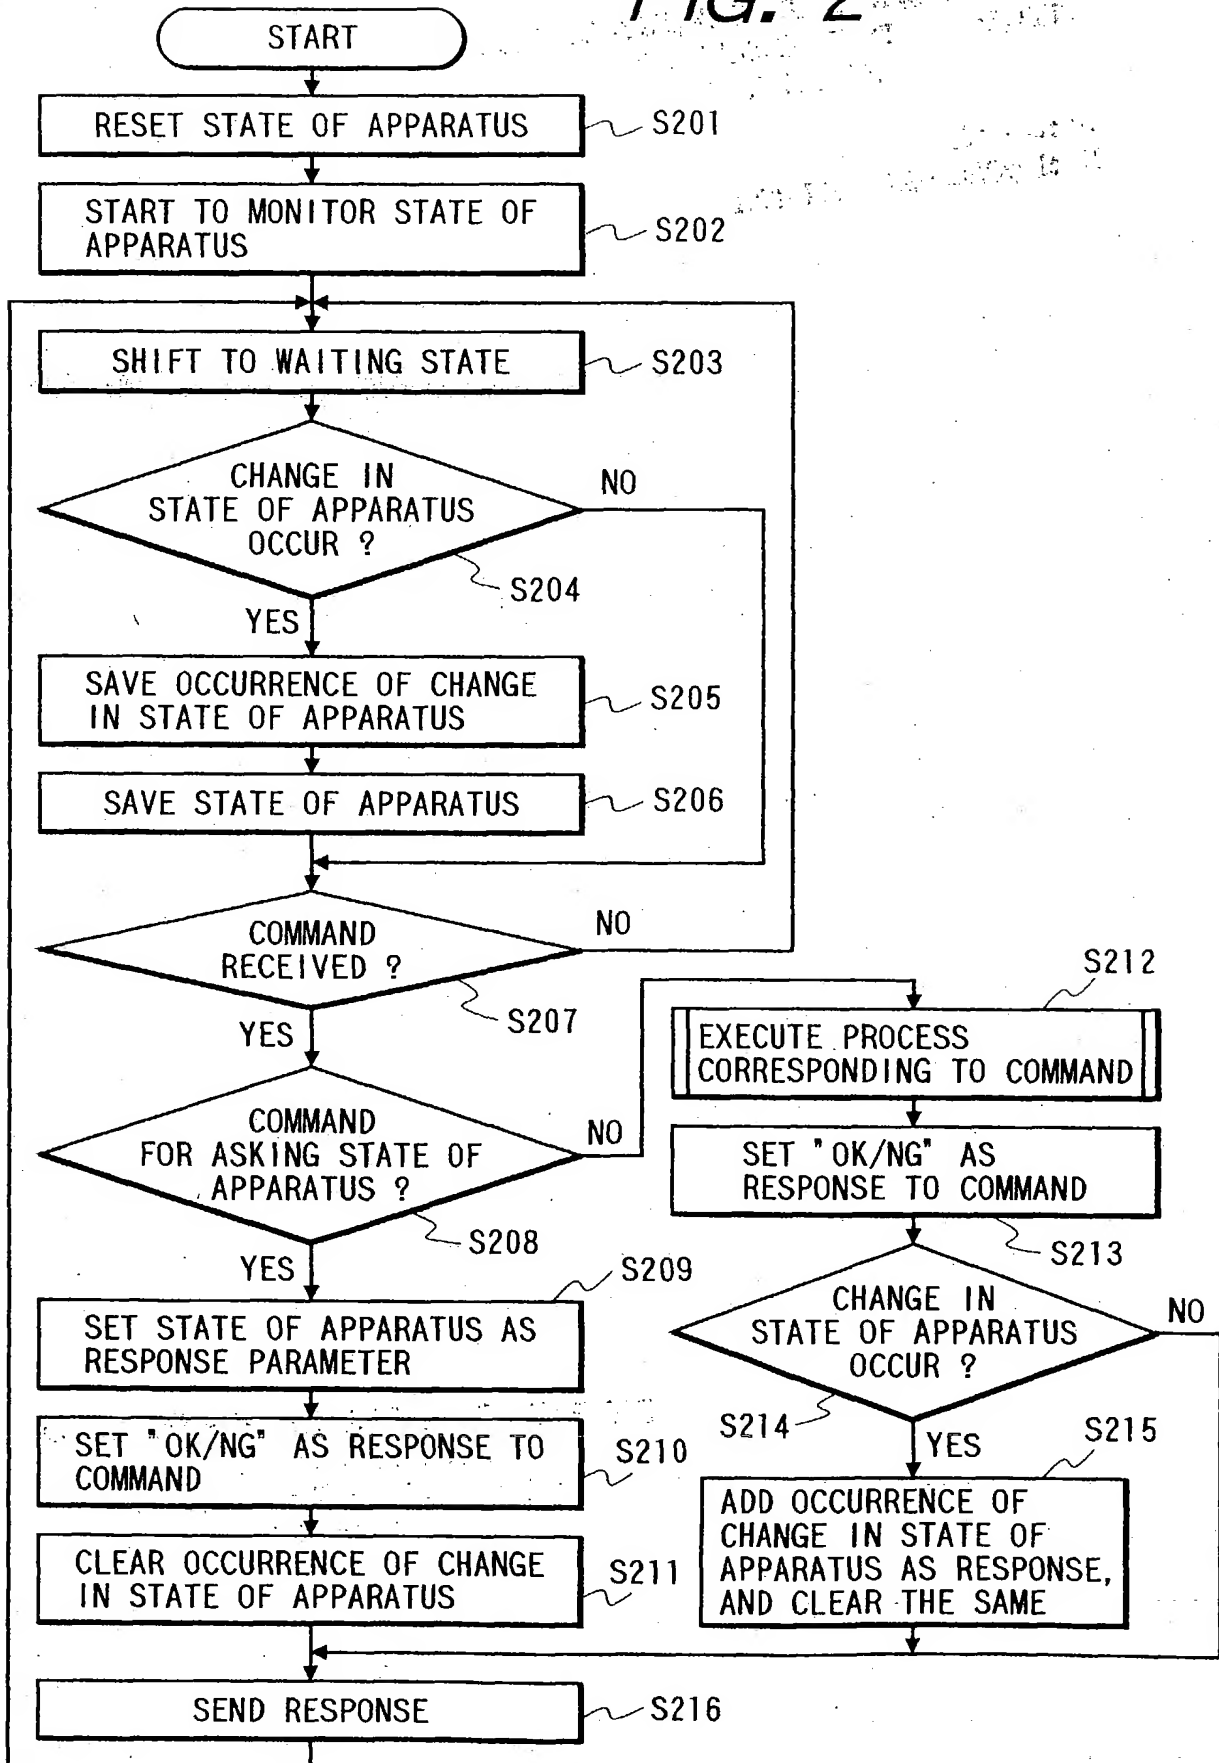 FIG. 2
START
RESET STATE OF APPARATUS
S201
START TO MONITOR STATE OF
APPARATUS
S202
SHIFT TO WAITING STATE
S203
CHANGE IN
STATE OF APPARATUS
OCCUR ?
NO
S204
YES
SAVE OCCURRENCE OF CHANGE
IN STATE OF APPARATUS
S205
SAVE STATE OF APPARATUS
S206
COMMAND
RECEIVED ?
NO
S207
YES
COMMAND
FOR ASKING STATE OF
APPARATUS ?
NO
S208
YES
S209
SET STATE OF APPARATUS AS
RESPONSE PARAMETER
SET "OK/NG" AS RESPONSE TO
COMMAND
S210
CLEAR OCCURRENCE OF CHANGE
IN STATE OF APPARATUS
S211
S212
EXECUTE PROCESS
CORRESPONDING TO COMMAND
SET "OK/NG" AS
RESPONSE TO COMMAND
S213
CHANGE IN
STATE OF APPARATUS
OCCUR ?
NO
S214
YES
S215
ADD OCCURRENCE OF
CHANGE IN STATE OF
APPARATUS AS RESPONSE,
AND CLEAR THE SAME
SEND RESPONSE
S216